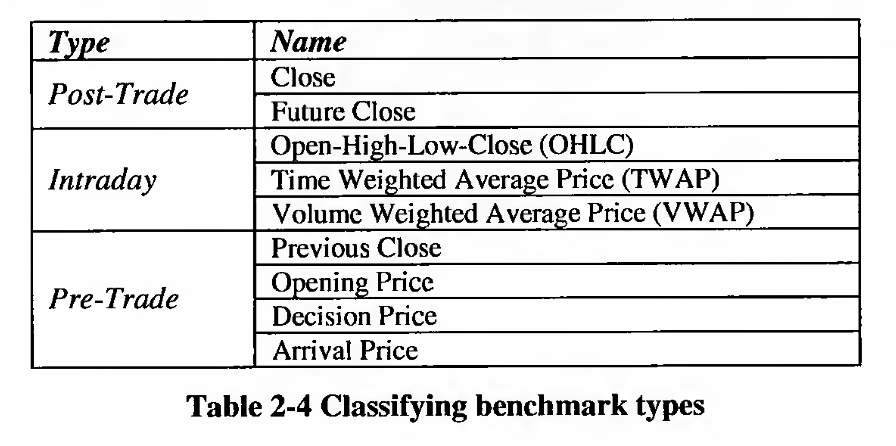 Type Name
Post-Trade
Close
Future Close
Intraday
Open-High-Low-Close (OHLC)
Time Weighted Average Price (TWAP)
Volume Weighted Average Price (VWAP)
Pre-Trade
Previous Close
Opening Price
Decision Price
Arrival Price
Table 2-4 Classifying benchmark types